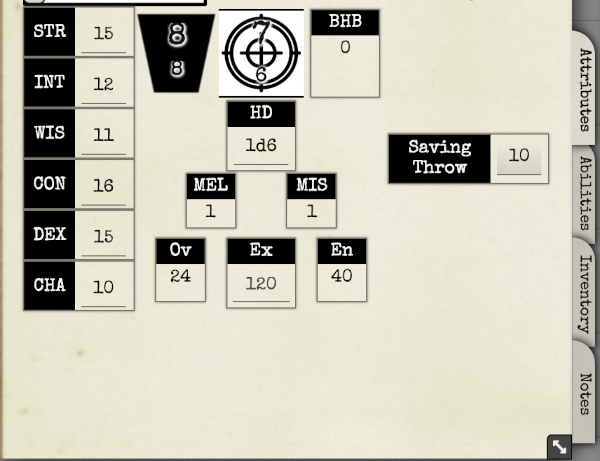 STR 15
INT 12
WIS 11
CON 16
DEX 15
CHA 10
8
8
7
6
BHB
0
HD
1d6
MEL
1
MIS
1
Ov
24
Ex
120
En
40
Saving
Throw
10
Attributes
Abilities
Inventory
Notes